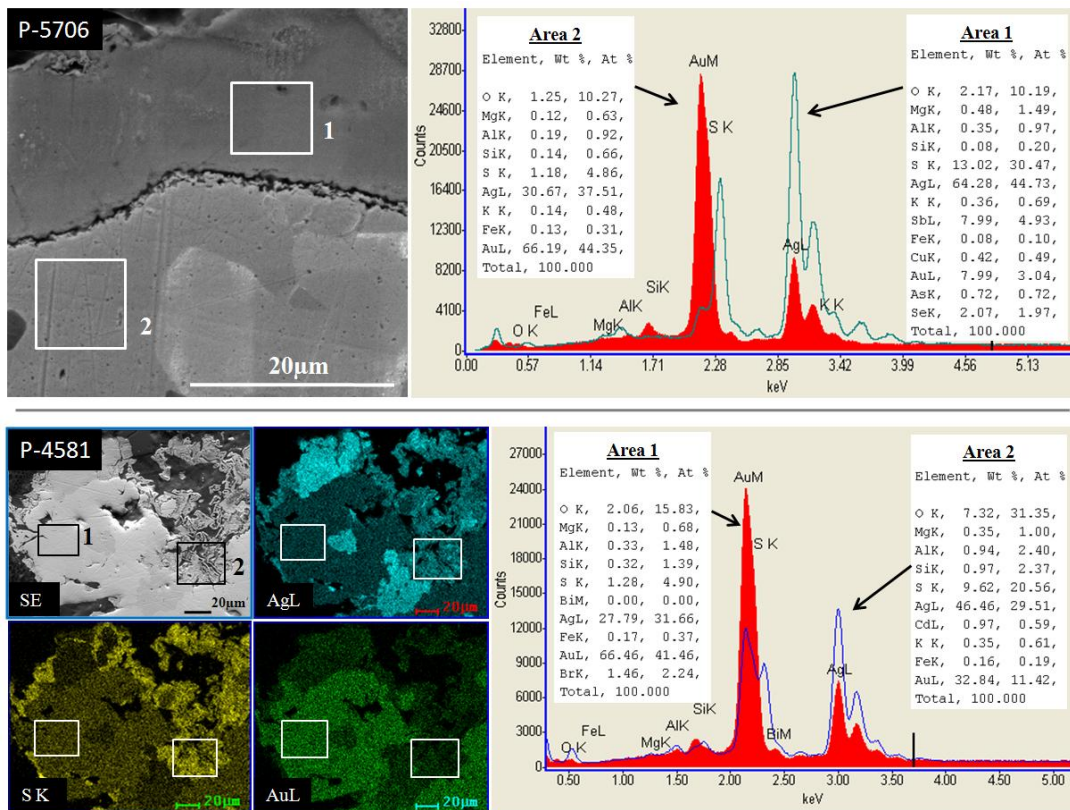 P-5706
1
2
20µm
Area 2
Element, Wt %, At %
O K, 1.25, 10.27,
MgK, 0.12, 0.63,
AlK, 0.19, 0.92,
SiK, 0.14, 0.66,
S K, 1.18, 4.86,
AgL, 30.67, 37.51,
K K, 0.14, 0.48,
FeK, 0.13, 0.31,
AuL, 66.19, 44.35,
Total, 100.000
Area 1
Element, Wt %, At %
O K, 2.17, 10.19,
MgK, 0.48, 1.49,
AlK, 0.35, 0.97,
SiK, 0.08, 0.20,
S K, 13.02, 30.47,
AgL, 64.28, 44.73,
K K, 0.36, 0.69,
SbL, 7.99, 4.93,
FeK, 0.08, 0.10,
CuK, 0.42, 0.49,
AuL, 7.99, 3.04,
AsK, 0.72, 0.72,
SeK, 2.07, 1.97,
Total, 100.000
Counts
32800
28700
24600
20500
16400
12300
8200
4100
0
AuM
S K
AgL
K K
SiK
AlK
MgK
FeL
O K
0.00 0.57 1.14 1.71 2.28 2.85 3.42 3.99 4.56 5.13
keV
P-4581
1
2
SE
20µm
AgL
20µm
S K
20µm
AuL
20µm
Area 1
Element, Wt %, At %
O K, 2.06, 15.83,
MgK, 0.13, 0.68,
AlK, 0.33, 1.48,
SiK, 0.32, 1.39,
S K, 1.28, 4.90,
BiM, 0.00, 0.00,
AgL, 27.79, 31.66,
FeK, 0.17, 0.37,
AuL, 66.46, 41.46,
BrK, 1.46, 2.24,
Total, 100.000
Area 2
Element, Wt %, At %
O K, 7.32, 31.35,
MgK, 0.35, 1.00,
AlK, 0.94, 2.40,
SiK, 0.97, 2.37,
S K, 9.62, 20.56,
AgL, 46.46, 29.51,
CdL, 0.97, 0.59,
K K, 0.35, 0.61,
FeK, 0.16, 0.19,
AuL, 32.84, 11.42,
Total, 100.000
Counts
27000
24000
21000
18000
15000
12000
9000
6000
3000
0
AuM
S K
AgL
BiM
SiK
AlK
MgK
FeL
O K
0.50 1.00 1.50 2.00 2.50 3.00 3.50 4.00 4.50 5.0
keV